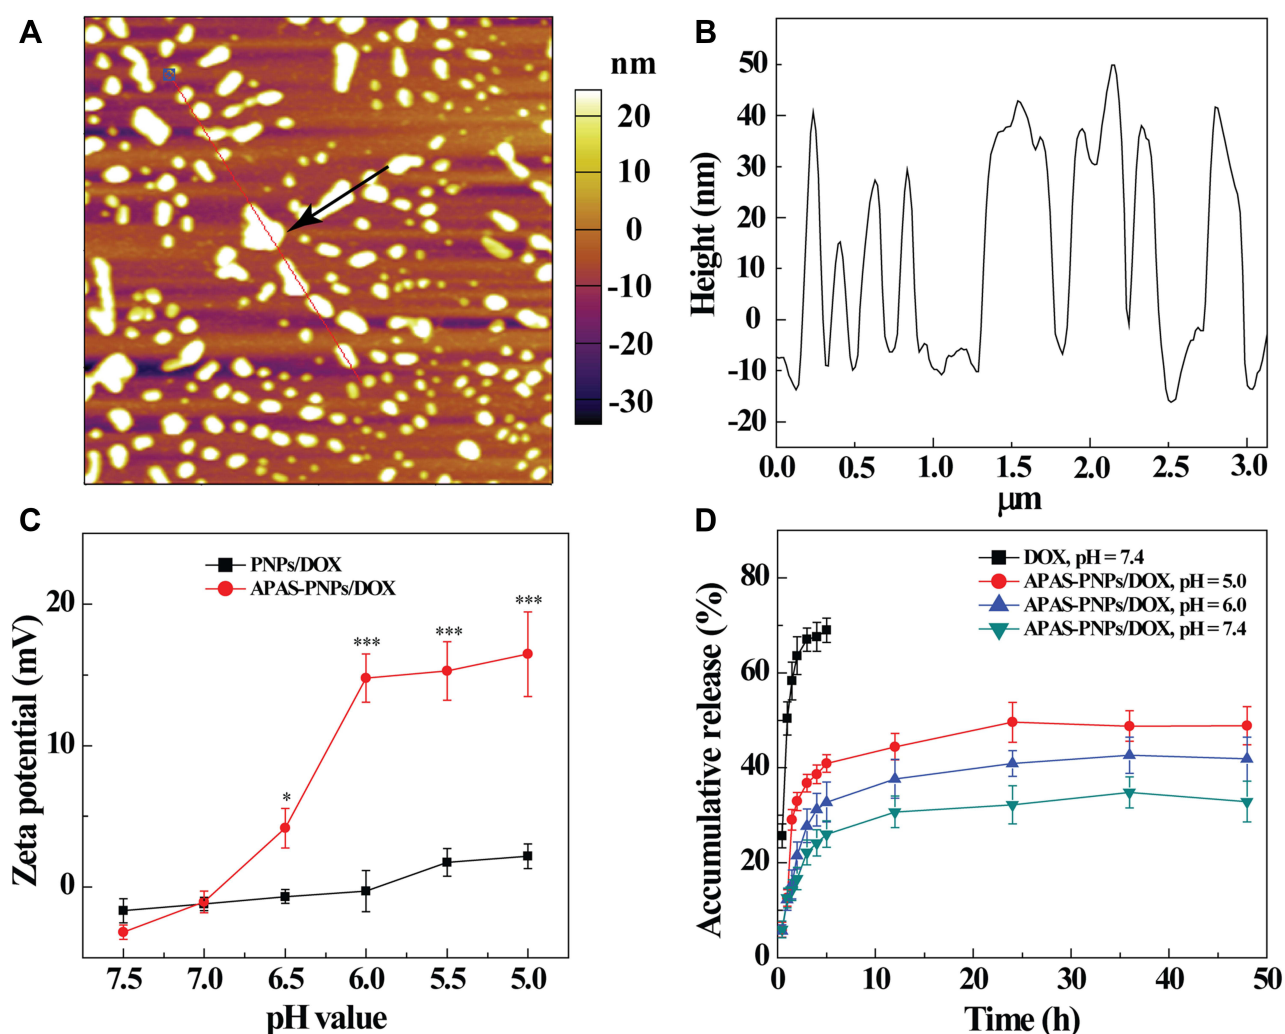 A
nm
20
10
0
-10
-20
-30
B
Height (nm)
50
40
30
20
10
0
-10
-20
0.0 0.5 1.0 1.5 2.0 2.5 3.0
μm
C
PNPs/DOX
APAS-PNPs/DOX
Zeta potential (mV)
20
10
0
*
***
***
***
7.5 7.0 6.5 6.0 5.5 5.0
pH value
D
DOX, pH = 7.4
APAS-PNPs/DOX, pH = 5.0
APAS-PNPs/DOX, pH = 6.0
APAS-PNPs/DOX, pH = 7.4
Accumulative release (%)
80
60
40
20
0
0 10 20 30 40 50
Time (h)